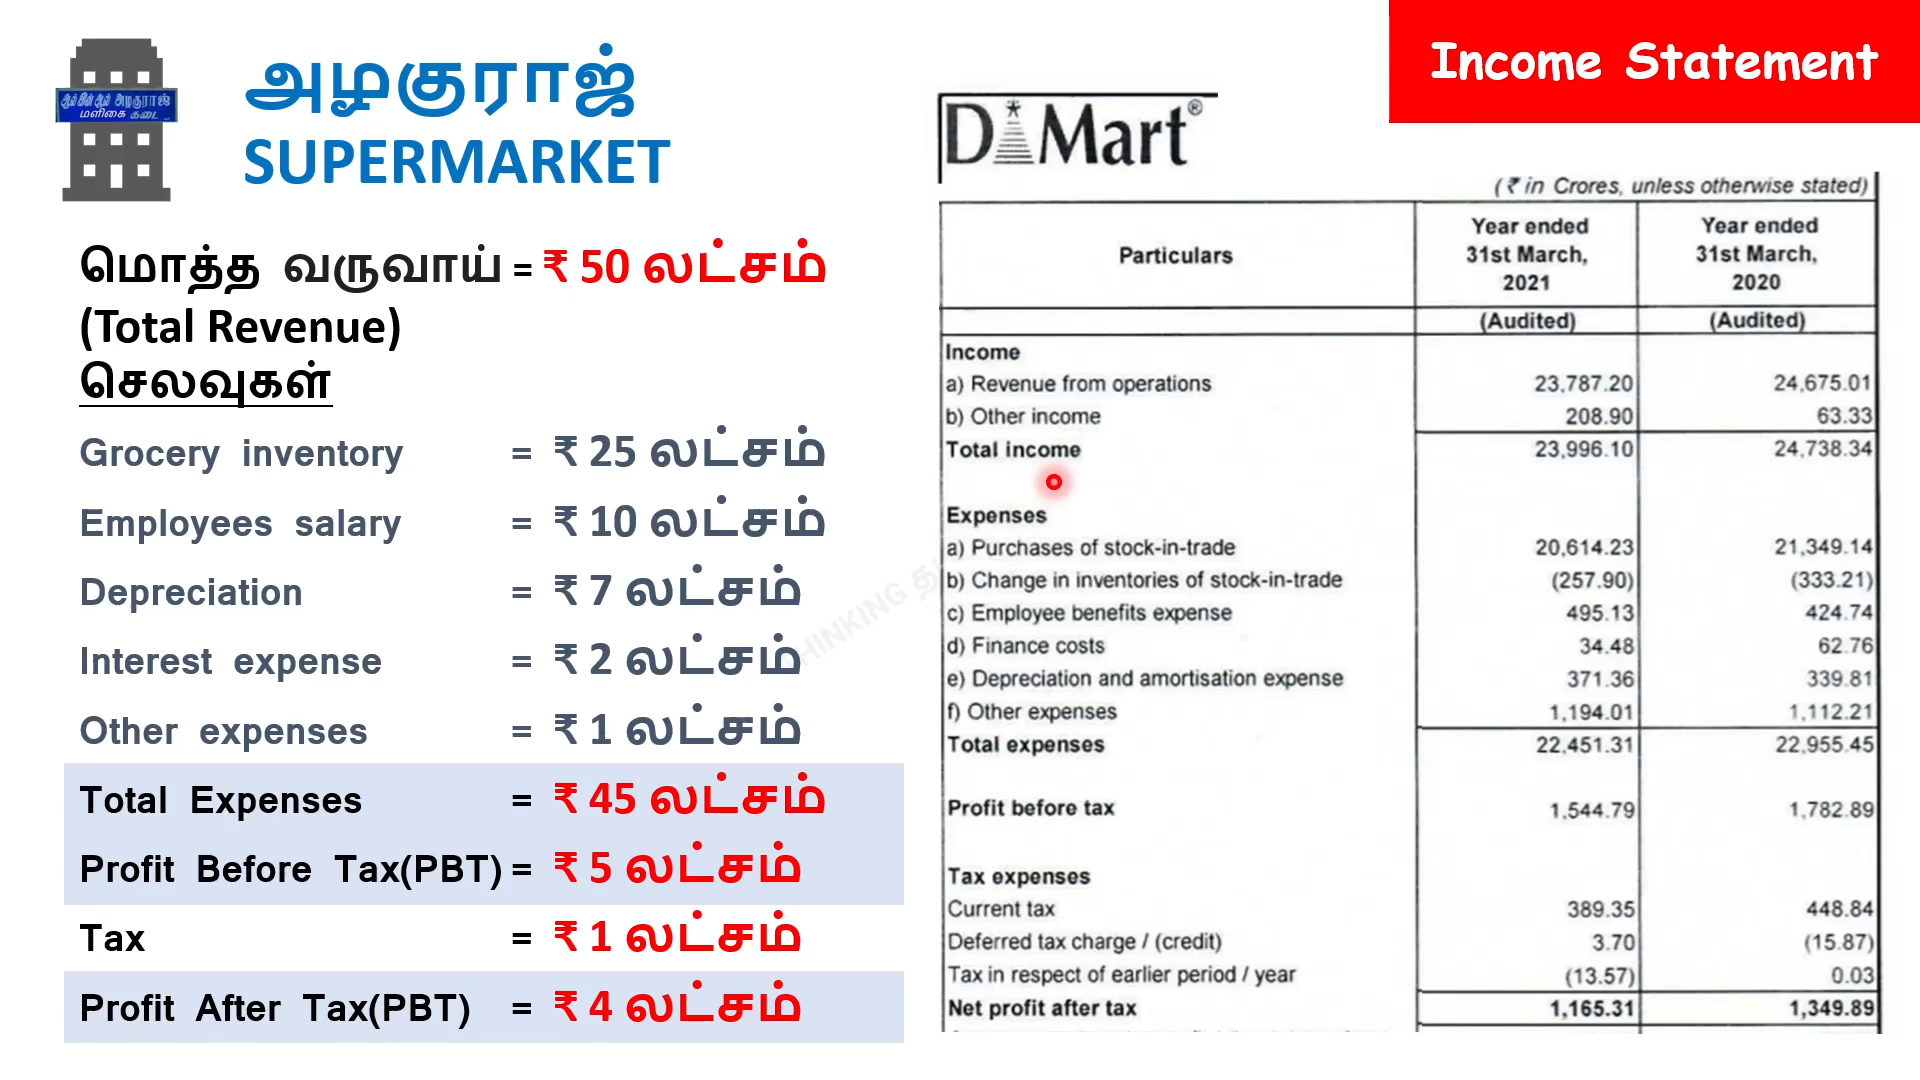 Income Statement
அழகுராஜ்
SUPERMARKET
ஆம் இன் ஆம் அழகுராஜ்
மளிகை கடை
மொத்த வருவாய் = ₹ 50 லட்சம்
(Total Revenue)
செலவுகள்
Grocery inventory = ₹ 25 லட்சம்
Employees salary = ₹ 10 லட்சம்
Depreciation = ₹ 7 லட்சம்
Interest expense = ₹ 2 லட்சம்
Other expenses = ₹ 1 லட்சம்
Total Expenses = ₹ 45 லட்சம்
Profit Before Tax(PBT) = ₹ 5 லட்சம்
Tax = ₹ 1 லட்சம்
Profit After Tax(PBT) = ₹ 4 லட்சம்
D Mart®
(₹ in Crores, unless otherwise stated)
Particulars
Year ended
31st March,
2021
Year ended
31st March,
2020
(Audited) (Audited)
Income
a) Revenue from operations 23,787.20 24,675.01
b) Other income 208.90 63.33
Total income 23,996.10 24,738.34
Expenses
a) Purchases of stock-in-trade 20,614.23 21,349.14
b) Change in inventories of stock-in-trade (257.90) (333.21)
c) Employee benefits expense 495.13 424.74
d) Finance costs 34.48 62.76
e) Depreciation and amortisation expense 371.36 339.81
f) Other expenses 1,194.01 1,112.21
Total expenses 22,451.31 22,955.45
Profit before tax 1,544.79 1,782.89
Tax expenses
Current tax 389.35 448.84
Deferred tax charge / (credit) 3.70 (15.87)
Tax in respect of earlier period / year (13.57) 0.03
Net profit after tax 1,165.31 1,349.89